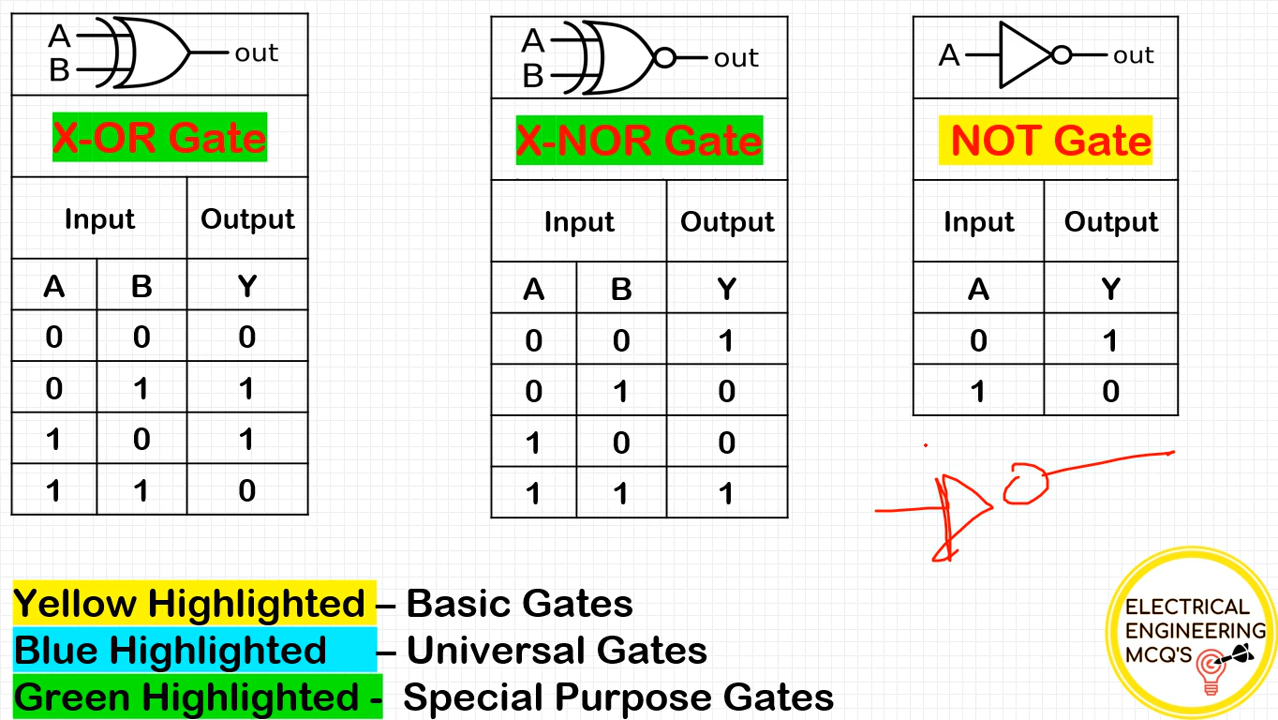 A
B
out
X-OR Gate
Input Output
A B Y
0 0 0
0 1 1
1 0 1
1 1 0
A
B
out
X-NOR Gate
Input Output
A B Y
0 0 1
0 1 0
1 0 0
1 1 1
A out
NOT Gate
Input Output
A Y
0 1
1 0
Yellow Highlighted – Basic Gates
Blue Highlighted – Universal Gates
Green Highlighted - Special Purpose Gates
ELECTRICAL
ENGINEERING
MCQ'S